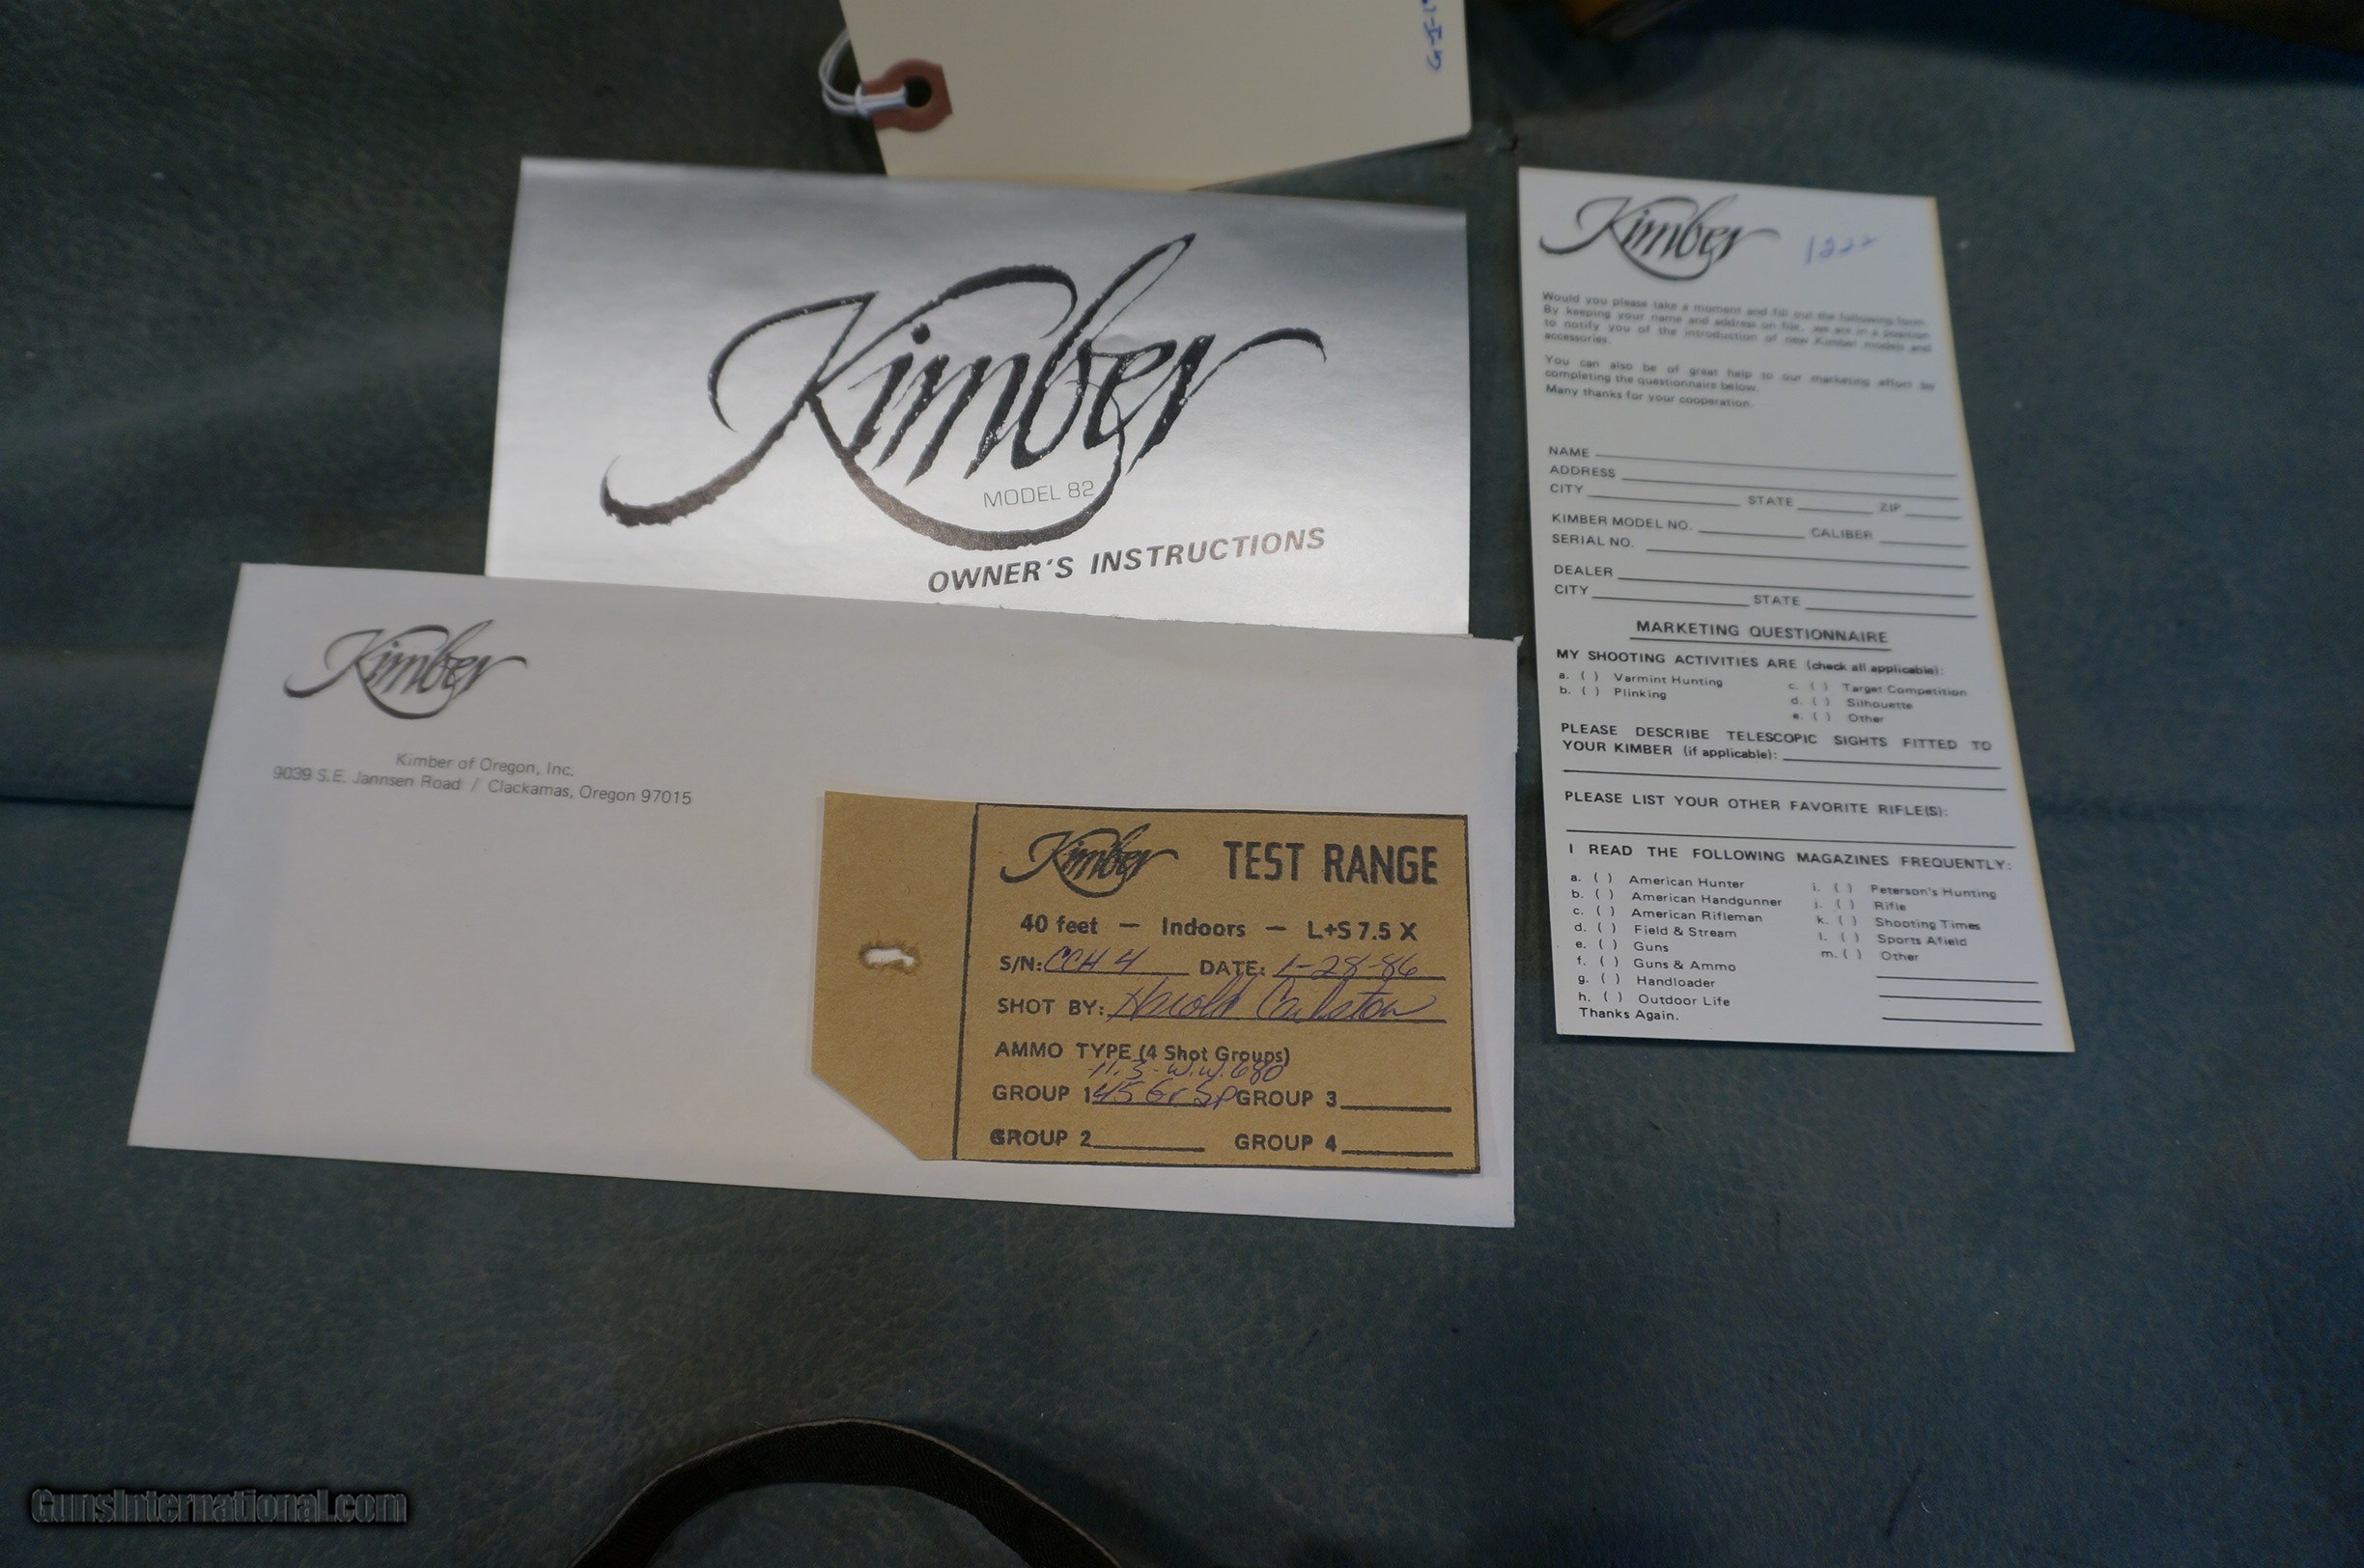 Kimber
MODEL 82
OWNER'S INSTRUCTIONS
Kimber
Kimber of Oregon, Inc.
9039 S.E. Jannsen Road / Clackamas, Oregon 97015
Kimber TEST RANGE
40 feet — Indoors — L+S 7.5 X
S/N: CCH 4 DATE: 1-28-86
SHOT BY: Harold
AMMO TYPE (4 Shot Groups)
11.3 - W.W. 680
GROUP 1 45 Gr SP GROUP 3
GROUP 2 GROUP 4
Kimber 1222
Would you please take a moment and fill out the following form.
By keeping your name and address on file, we are in a position
to notify you of the introduction of new Kimber models and
accessories.
You can also be of great help to our marketing effort by
completing the questionnaire below.
Many thanks for your cooperation.
NAME
ADDRESS
CITY STATE ZIP
KIMBER MODEL NO. CALIBER
SERIAL NO.
DEALER
CITY STATE
MARKETING QUESTIONNAIRE
MY SHOOTING ACTIVITIES ARE (check all applicable):
a. ( ) Varmint Hunting
b. ( ) Plinking
c. ( ) Target Competition
d. ( ) Silhouette
e. ( ) Other
PLEASE DESCRIBE TELESCOPIC SIGHTS FITTED TO
YOUR KIMBER (if applicable):
PLEASE LIST YOUR OTHER FAVORITE RIFLE(S):
I READ THE FOLLOWING MAGAZINES FREQUENTLY:
a. ( ) American Hunter
b. ( ) American Handgunner
c. ( ) American Rifleman
d. ( ) Field & Stream
e. ( ) Guns
f. ( ) Guns & Ammo
g. ( ) Handloader
h. ( ) Outdoor Life
i. ( ) Peterson's Hunting
j. ( ) Rifle
k. ( ) Shooting Times
l. ( ) Sports Afield
m. ( ) Other
Thanks Again.
GunsInternational.com